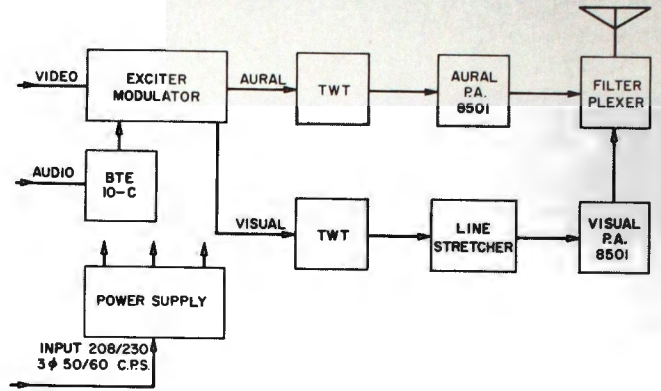 VIDEO
EXCITER
MODULATOR
AURAL
TWT
AURAL
P.A.
8501
FILTER
PLEXER
AUDIO
BTE
10-C
VISUAL
TWT
LINE
STRETCHER
VISUAL
P.A.
8501
POWER SUPPLY
INPUT 208/230
3 φ 50/60 C.P.S.